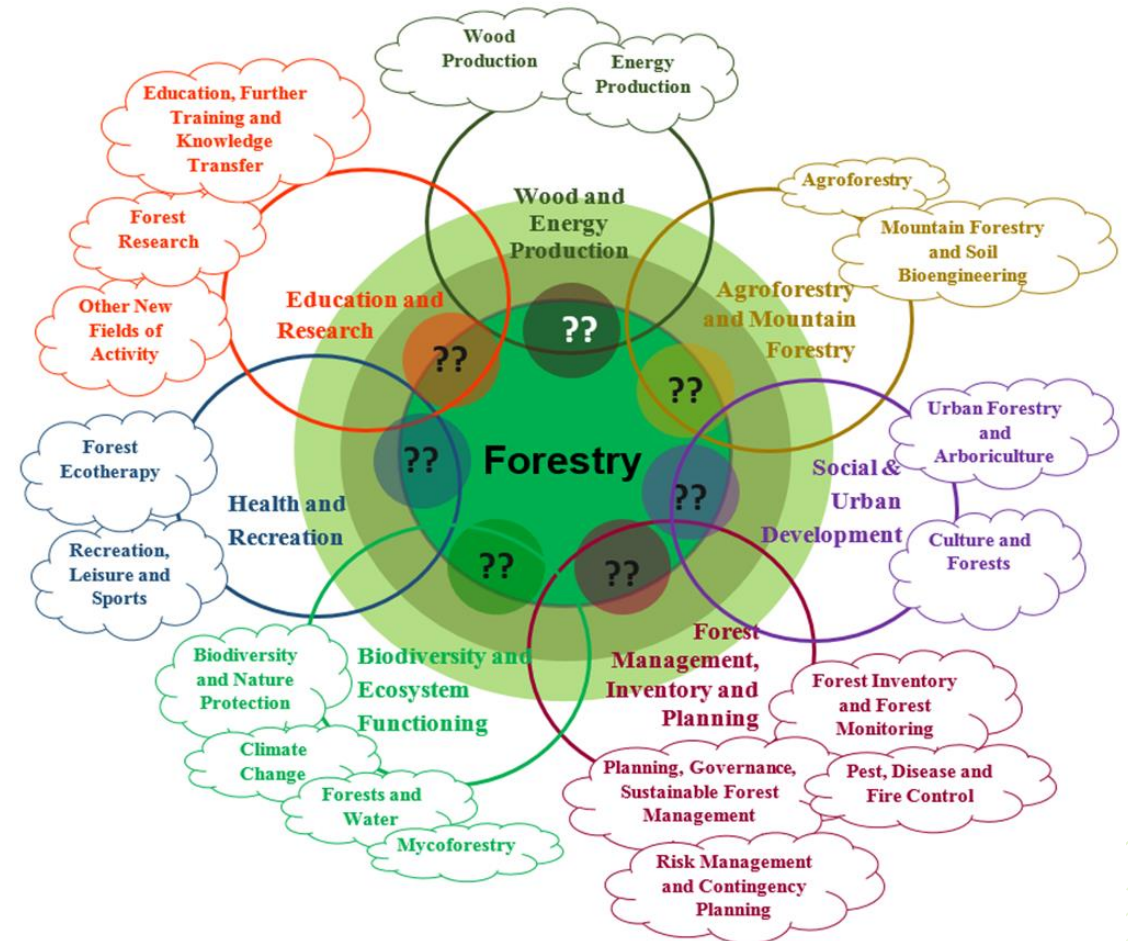 Wood
Production
Energy
Production
Education, Further
Training and
Knowledge
Transfer
Forest
Research
Other New
Fields of
Activity
Wood and
Energy
Production
Agroforestry
Mountain Forestry
and Soil
Bioengineering
Education and
Research
Agroforestry
and Mountain
Forestry
??
??
??
Forest
Ecotherapy
Recreation,
Leisure and
Sports
Health and
Recreation
??
Forestry
??
Social &
Urban
Development
Urban Forestry
and
Arboriculture
Culture and
Forests
??
??
Biodiversity
and Nature
Protection
Climate
Change
Forests and
Water
Mycoforestry
Biodiversity and
Ecosystem
Functioning
Forest
Management,
Inventory and
Planning
Forest Inventory
and Forest
Monitoring
Planning, Governance,
Sustainable Forest
Management
Pest, Disease and
Fire Control
Risk Management
and Contingency
Planning